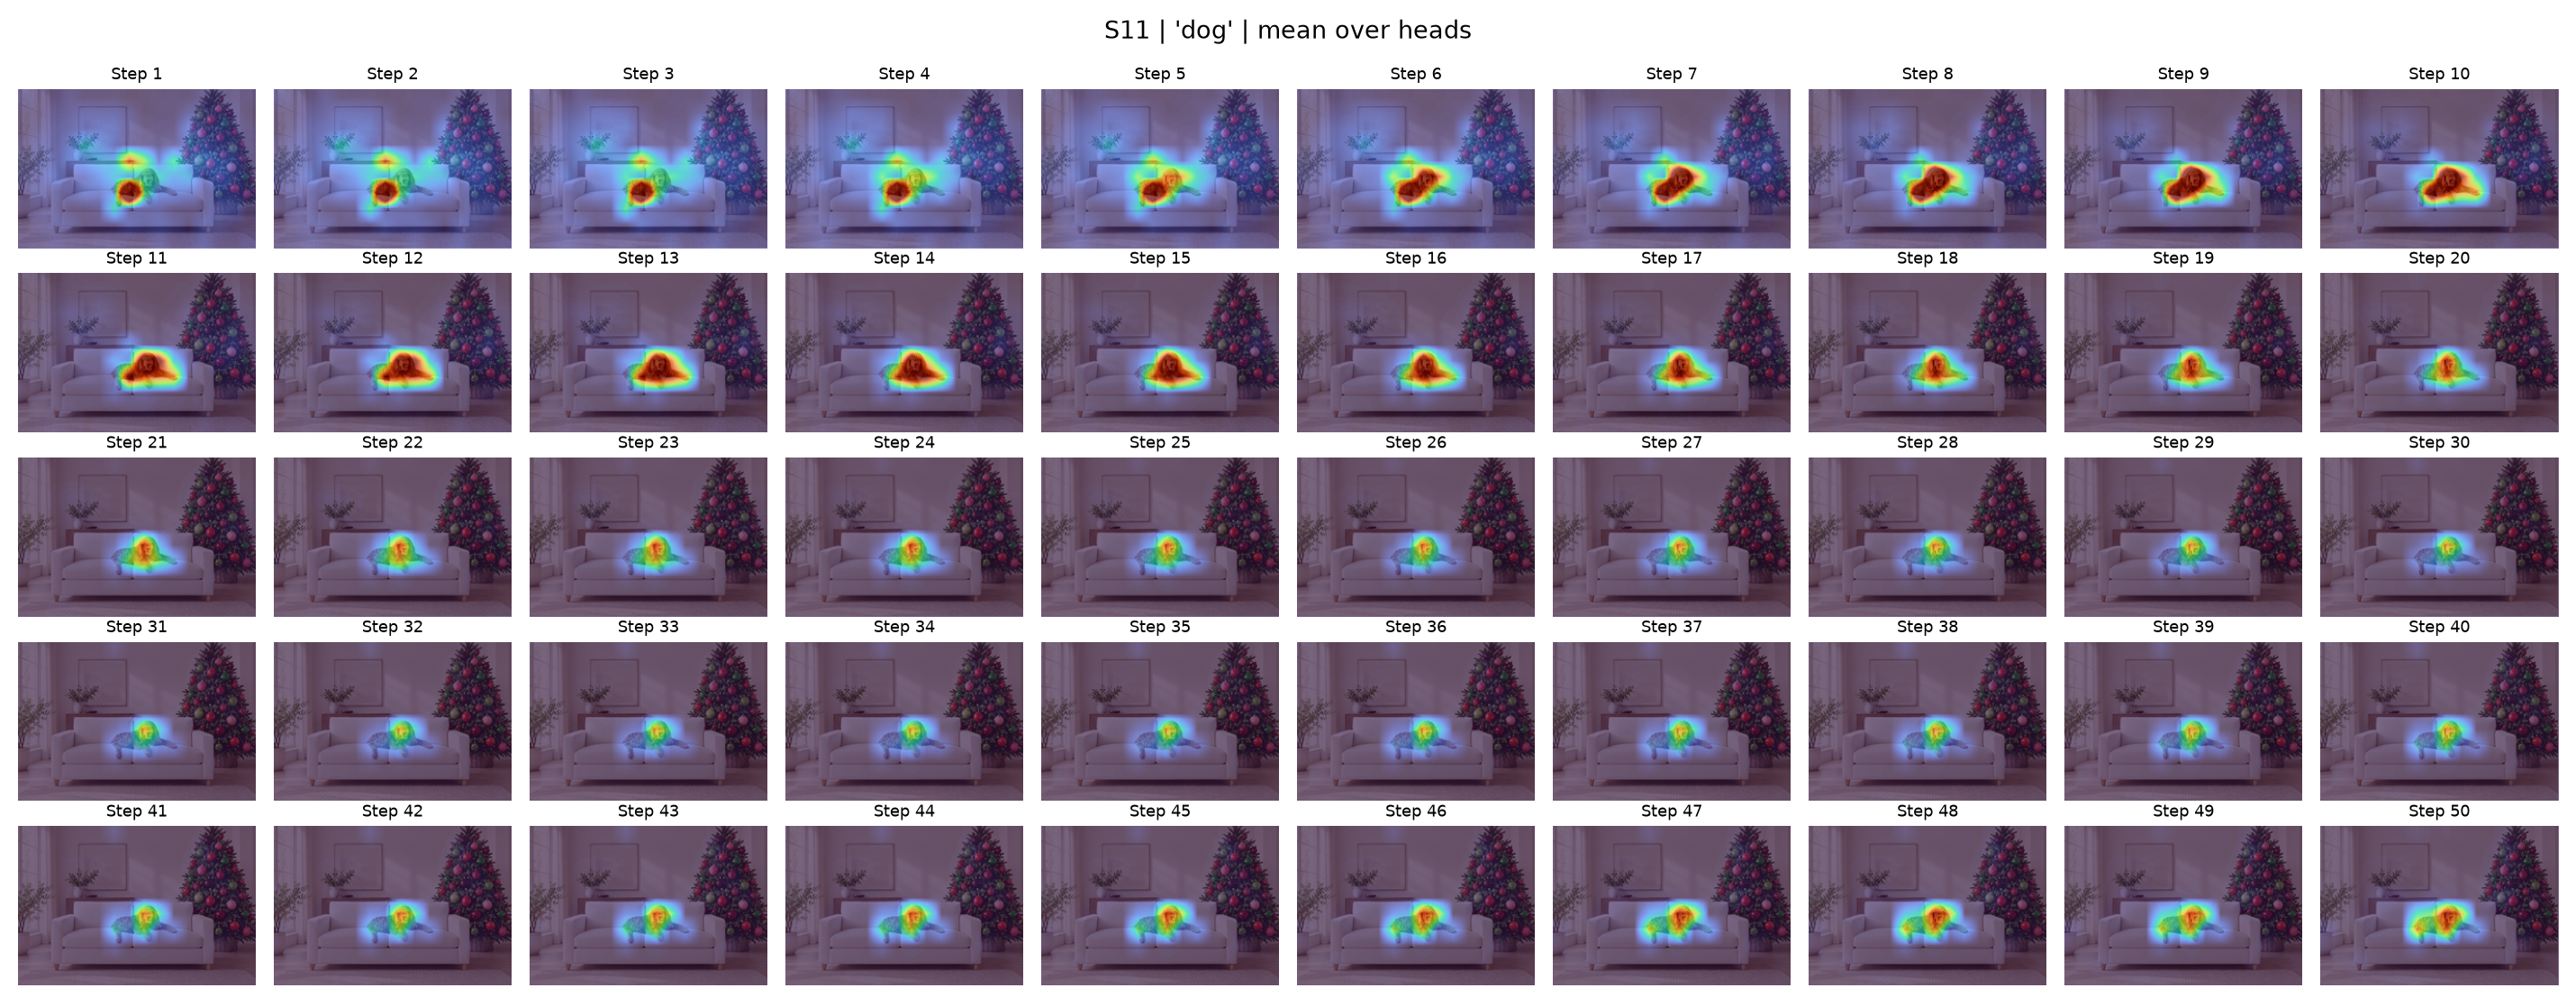 S11 | 'dog' | mean over heads
Step 1 Step 2 Step 3 Step 4 Step 5 Step 6 Step 7 Step 8 Step 9 Step 10
Step 11 Step 12 Step 13 Step 14 Step 15 Step 16 Step 17 Step 18 Step 19 Step 20
Step 21 Step 22 Step 23 Step 24 Step 25 Step 26 Step 27 Step 28 Step 29 Step 30
Step 31 Step 32 Step 33 Step 34 Step 35 Step 36 Step 37 Step 38 Step 39 Step 40
Step 41 Step 42 Step 43 Step 44 Step 45 Step 46 Step 47 Step 48 Step 49 Step 50